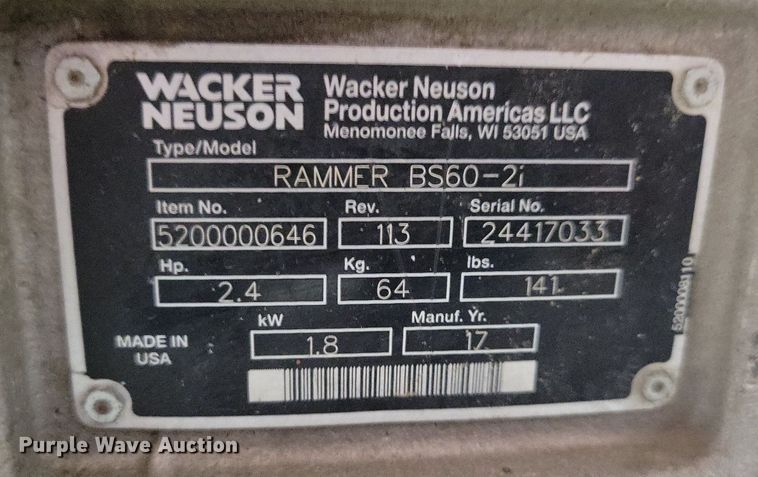 WACKER
NEUSON
Wacker Neuson
Production Americas LLC
Menomonee Falls, WI 53051 USA
Type/Model
RAMMER BS60-2i
Item No. Rev. Serial No.
5200000646 113 24417033
Hp. Kg. lbs.
2.4 64 141
kW Manuf. Yr.
MADE IN
USA
1.8 17
5200008110
Purple Wave Auction